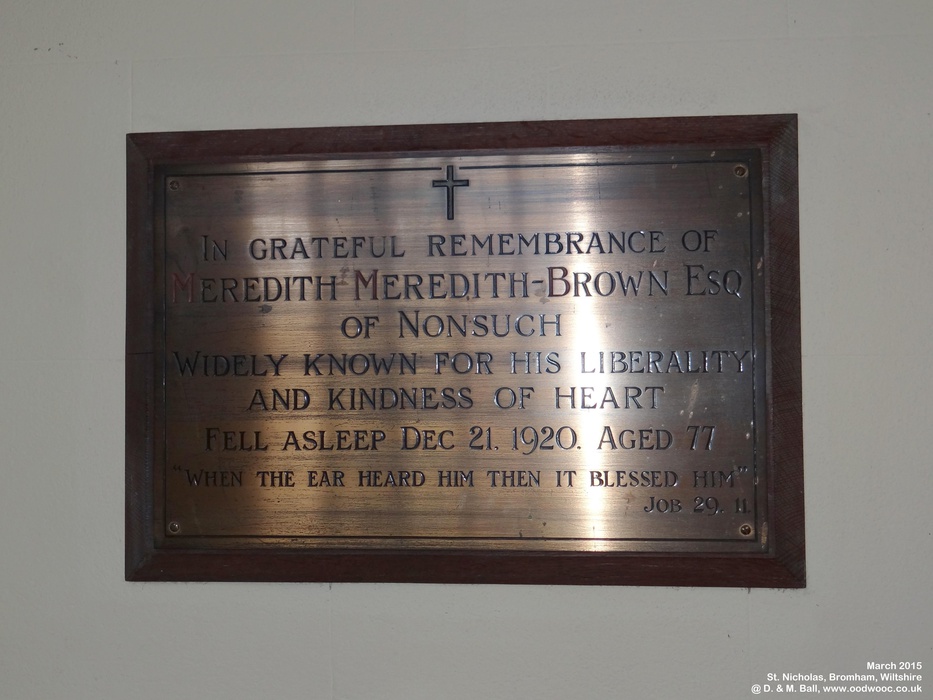 In grateful remembrance of
Meredith Meredith-Brown Esq
of Nonsuch
Widely known for his liberality
and kindness of heart
Fell asleep Dec 21. 1920. Aged 77
"When the ear heard him then it blessed him"
Job 29. 11.
March 2015
St. Nicholas, Bromham, Wiltshire
@ D. & M. Ball, www.oodwooc.co.uk